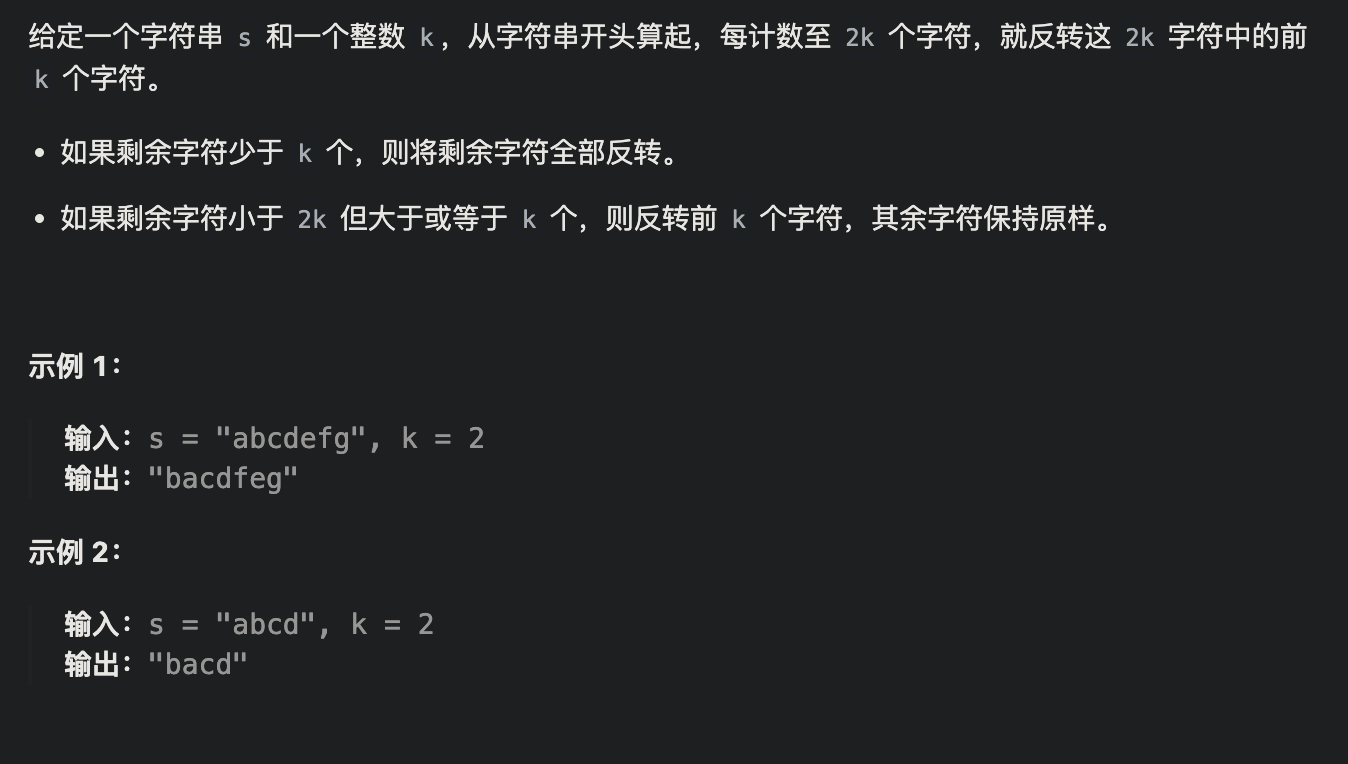 给定一个字符串 s 和一个整数 k，从字符串开头算起，每计数至 2k 个字符，就反转这 2k 字符中的前
k 个字符。
• 如果剩余字符少于 k 个，则将剩余字符全部反转。
• 如果剩余字符小于 2k 但大于或等于 k 个，则反转前 k 个字符，其余字符保持原样。
示例 1：
输入：s = "abcdefg", k = 2
输出："bacdfeg"
示例 2：
输入：s = "abcd", k = 2
输出："bacd"